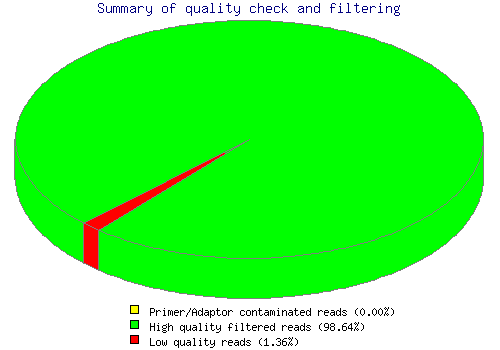 Summary of quality check and filtering
Primer/Adaptor contaminated reads (0.00%)
High quality filtered reads (98.64%)
Low quality reads (1.36%)